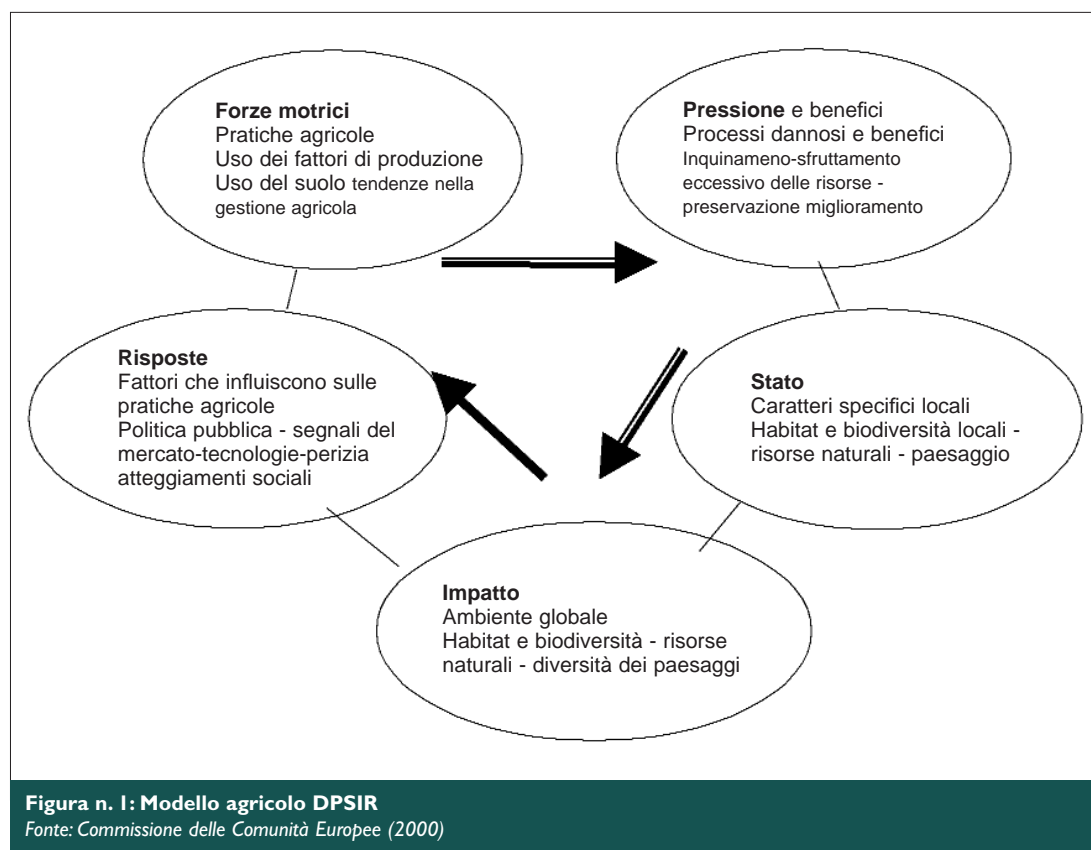 Forze motrici
Pratiche agricole
Uso dei fattori di produzione
Uso del suolo tendenze nella
gestione agricola
Pressione e benefici
Processi dannosi e benefici
Inquinameno-sfruttamento
eccessivo delle risorse -
preservazione miglioramento
Risposte
Fattori che influiscono sulle
pratiche agricole
Politica pubblica - segnali del
mercato-tecnologie-perizia
atteggiamenti sociali
Stato
Caratteri specifici locali
Habitat e biodiversità locali -
risorse naturali - paesaggio
Impatto
Ambiente globale
Habitat e biodiversità - risorse
naturali - diversità dei paesaggi
Figura n. 1: Modello agricolo DPSIR
Fonte: Commissione delle Comunità Europee (2000)